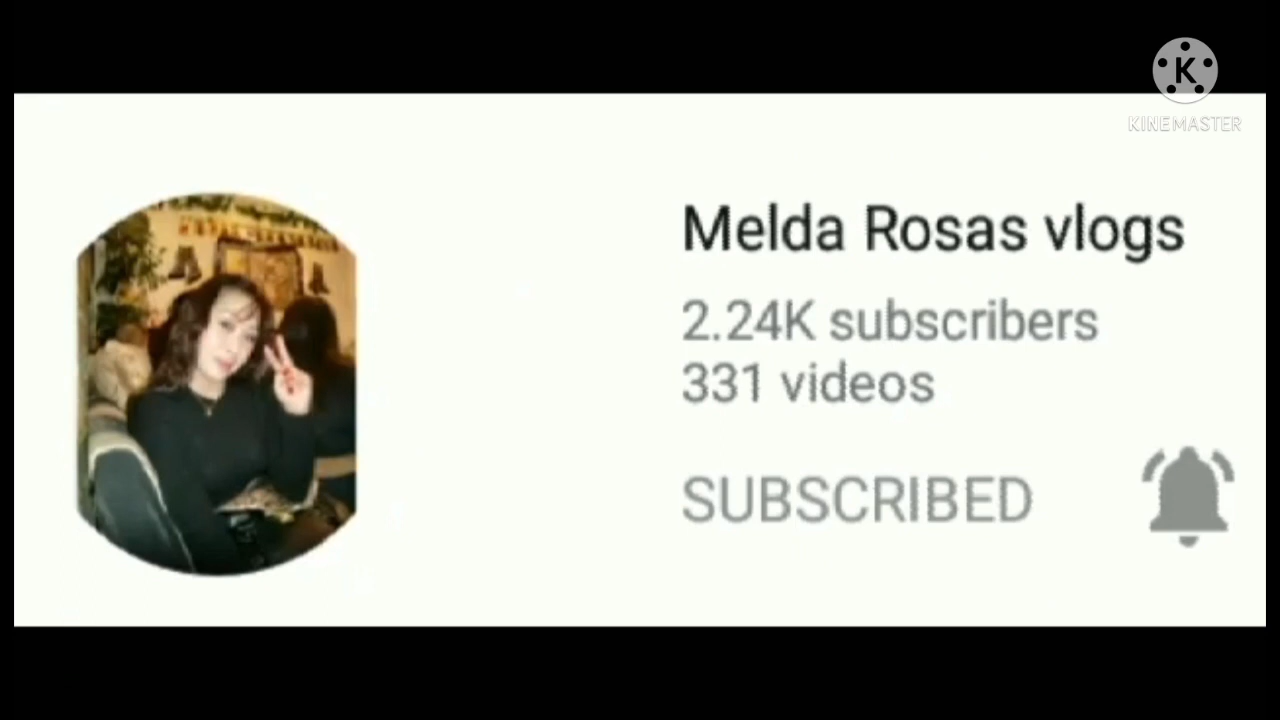 K
KINEMASTER
Melda Rosas vlogs
2.24K subscribers
331 videos
SUBSCRIBED